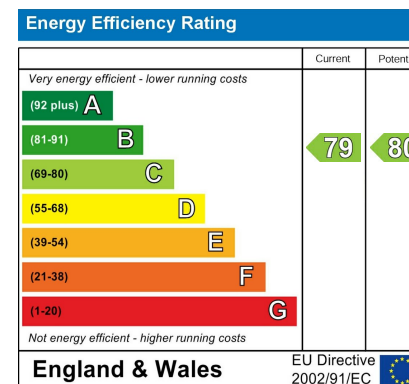 Energy Efficiency Rating
Current Potent
Very energy efficient - lower running costs
(92 plus) A
(81-91) B
79 80
(69-80) C
(55-68) D
(39-54) E
(21-38) F
(1-20) G
Not energy efficient - higher running costs
England & Wales
EU Directive
2002/91/EC